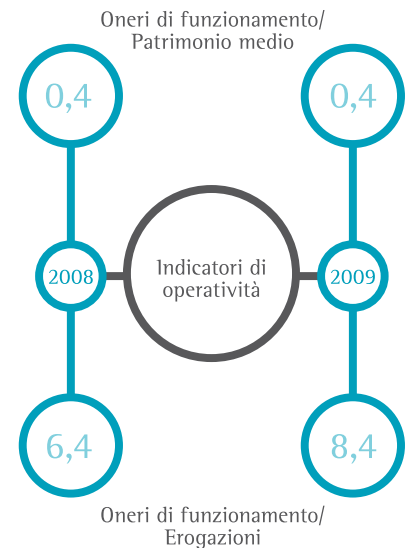 Oneri di funzionamento/
Patrimonio medio
0,4
0,4
2008
Indicatori di
operatività
2009
6,4
8,4
Oneri di funzionamento/
Erogazioni